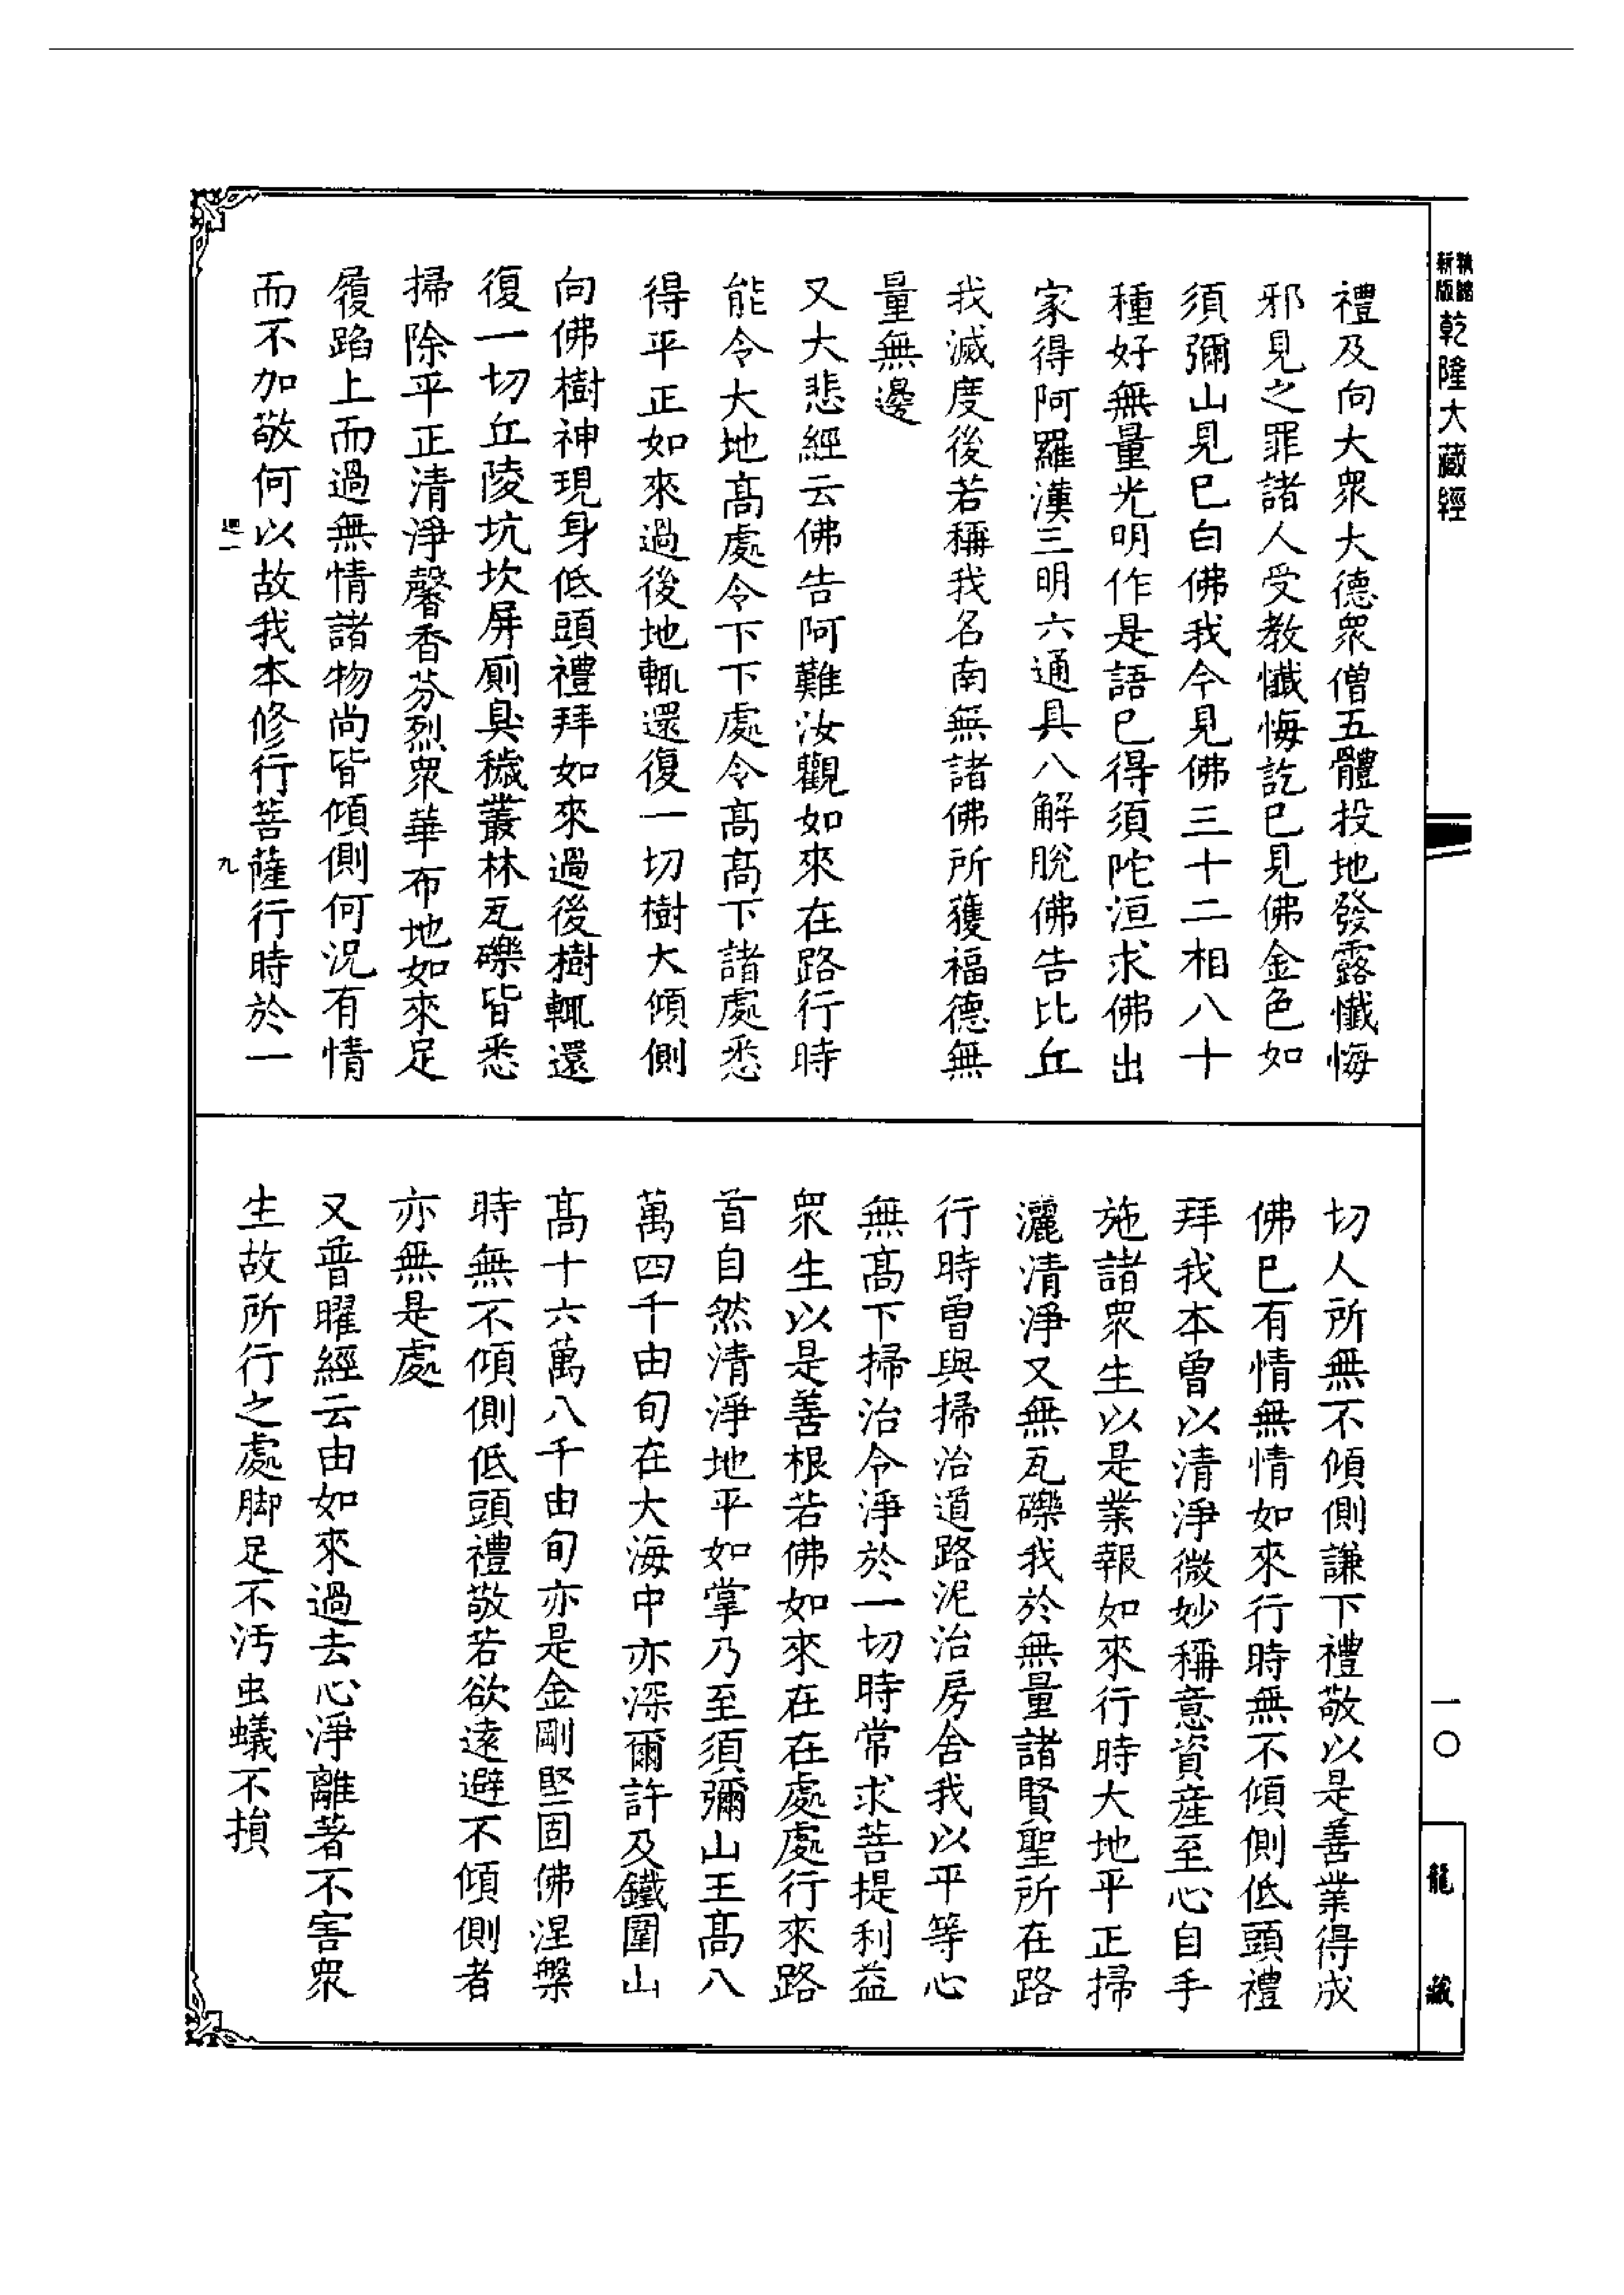 新版
乾隆大藏經
禮及向大眾大德眾僧五體投地發露懺悔
邪見之罪諸人受教懺悔訖已見佛金色如
須彌山見已白佛我今見佛三十二相八十
種好無量光明作是語已得須陀洹求佛出
家得阿羅漢三明六通具八解脫佛告比丘
我滅度後若稱我名南無諸佛所獲福德無
量無邊
又大悲經云佛告阿難汝觀如來在路行時
能令大地高處令下下處令高高下諸處悉
得平正如來過後地輒還復一切樹大傾側
向佛樹神現身低頭禮拜如來過後樹輒還
復一切丘陵坑坎屏廁臭穢叢林瓦礫皆悉
掃除平正清淨馨香芬烈眾華布地如來足
履蹈上而過無情諸物尚皆傾側何況有情
而不加敬何以故我本修行菩薩行時於一
九
切人所無不傾側謙下禮敬以是善業得成
佛已有情無情如來行時無不傾側低頭禮
拜我本曾以清淨微妙稱意資產至心自手
施諸眾生以是業報如來行時大地平正掃
灑清淨又無瓦礫我於無量諸賢聖所在路
行時曾與掃治道路泥治房舍我以平等心
無高下掃治令淨於一切時常求菩提利益
眾生以是善根若佛如來在在處處行來路
首自然清淨地平如掌乃至須彌山王高八
萬四千由旬在大海中亦深爾許及鐵圍山
高十六萬八千由旬亦是金剛堅固佛涅槃
時無不傾側低頭禮敬若欲遠避不傾側者
亦無是處
又普曜經云由如來過去心淨離著不害眾
生故所行之處腳足不污虫蟻不損
一〇
龍藏